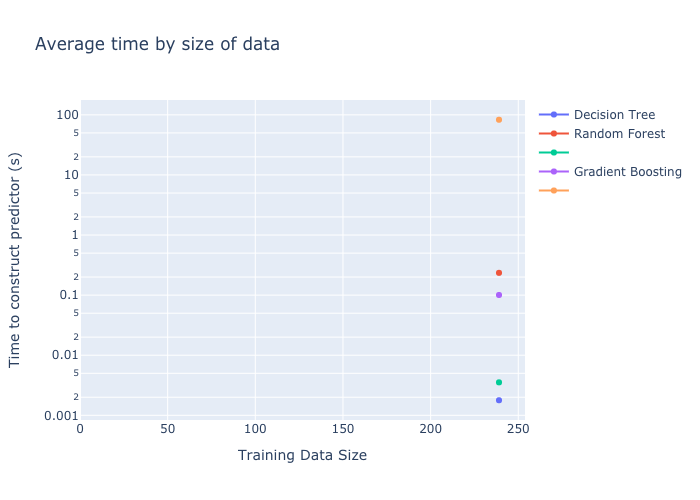 Average time by size of data
Time to construct predictor (s)
100
5
2
10
5
2
1
5
2
0.1
5
2
0.01
5
2
0.001
0 50 100 150 200 250
Training Data Size
Decision Tree
Random Forest
Gradient Boosting